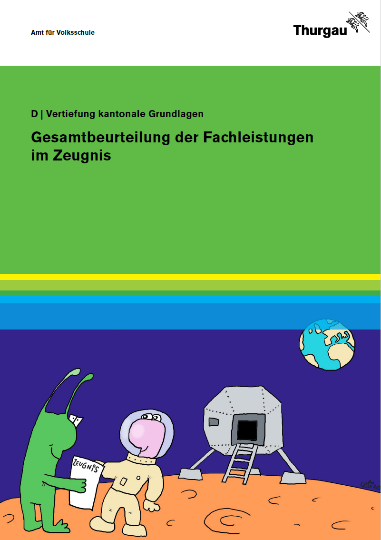 Amt für Volksschule
Thurgau
D | Vertiefung kantonale Grundlagen
Gesamtbeurteilung der Fachleistungen
im Zeugnis
ZEUGNIS